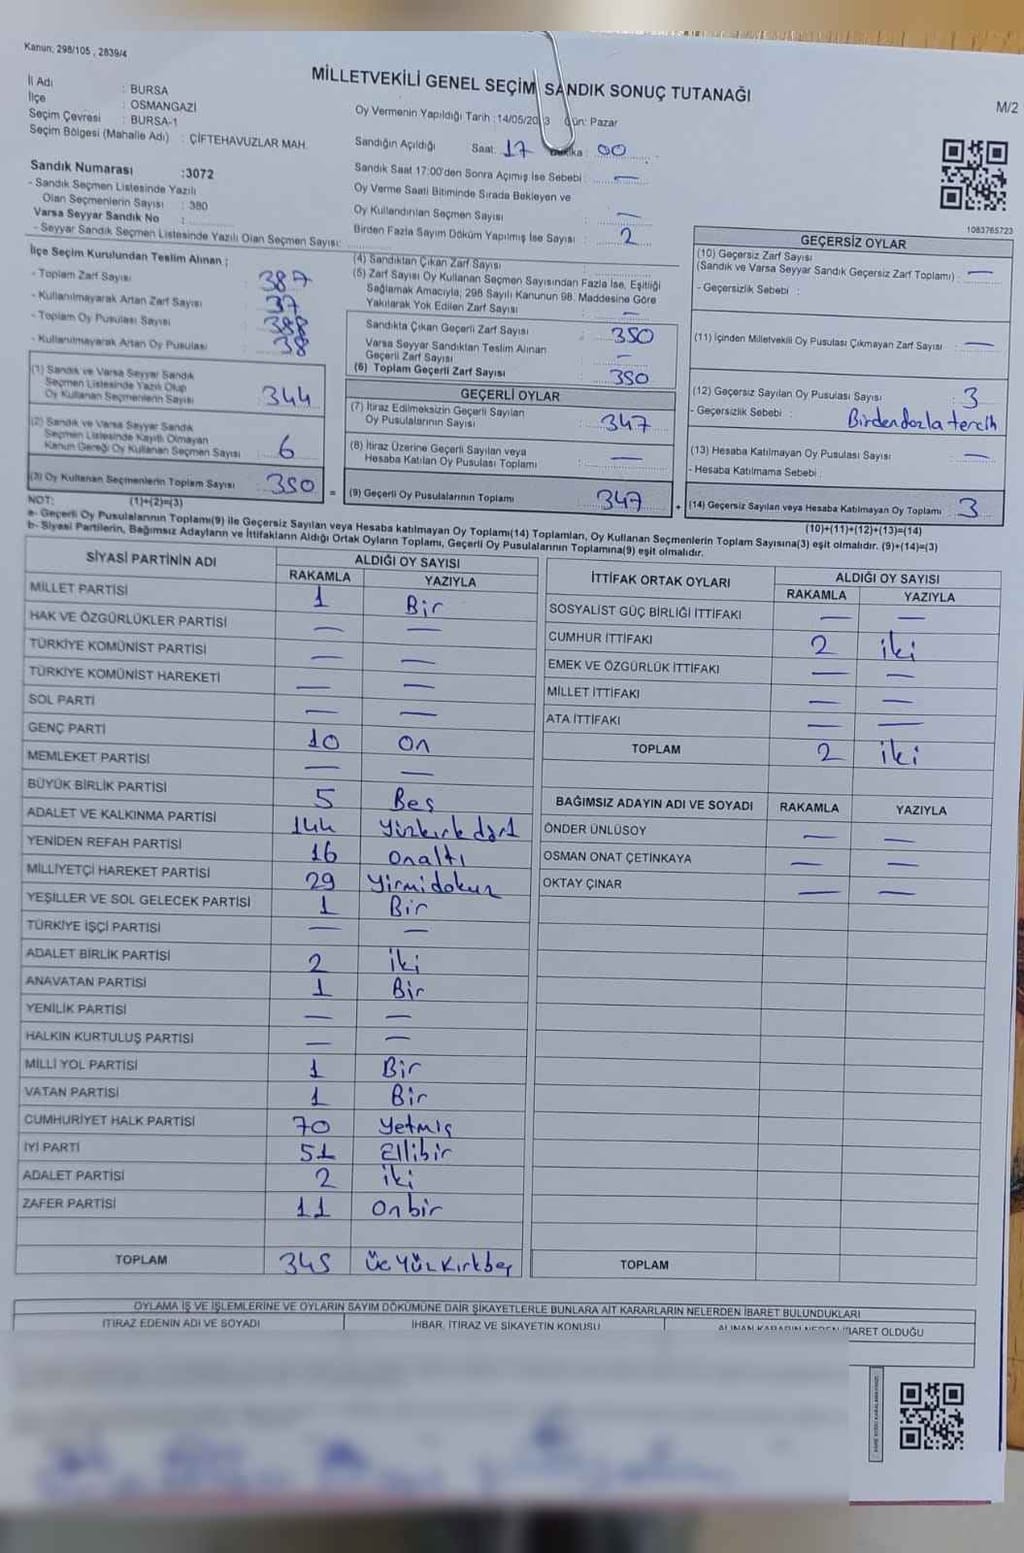 Kanun; 298/105 , 2839/4
MİLLETVEKİLİ GENEL SEÇİM SANDIK SONUÇ TUTANAĞI
M/2
İl Adı : BURSA
İlçe : OSMANGAZİ
Seçim Çevresi : BURSA-1
Seçim Bölgesi (Mahalle Adı) : ÇİFTEHAVUZLAR MAH.
Oy Vermenin Yapıldığı Tarih : 14/05/2023 Gün: Pazar
Sandığın Açıldığı Saat: 17 Dakika : 00
Sandık Saat 17:00'den Sonra Açımış İse Sebebi : —
Oy Verme Saati Bitiminde Sırada Bekleyen ve
Oy Kullandırılan Seçmen Sayısı : —
Birden Fazla Sayım Döküm Yapılmış İse Sayısı : 2
Sandık Numarası :3072
- Sandık Seçmen Listesinde Yazılı
Olan Seçmenlerin Sayısı : 380
Varsa Seyyar Sandık No :
- Seyyar Sandık Seçmen Listesinde Yazılı Olan Seçmen Sayısı:
1083765723
İlçe Seçim Kurulundan Teslim Alınan ;
- Toplam Zarf Sayısı : 387
- Kullanılmayarak Artan Zarf Sayısı : 37
- Toplam Oy Pusulası Sayısı : 388
- Kullanılmayarak Artan Oy Pusulası : 38
(1) Sandık ve Varsa Seyyar Sandık
Seçmen Listesinde Yazılı Olup
Oy Kullanan Seçmenlerin Sayısı : 344
(2) Sandık ve Varsa Seyyar Sandık
Seçmen Listesinde Kayıtlı Olmayan
Kanun Gereği Oy Kullanan Seçmen Sayısı : 6
(3) Oy Kullanan Seçmenlerin Toplam Sayısı : 350
(4) Sandıktan Çıkan Zarf Sayısı :
(5) Zarf Sayısı Oy Kullanan Seçmen Sayısından Fazla İse, Eşitliği
Sağlamak Amacıyla; 298 Sayılı Kanunun 98. Maddesine Göre
Yakılarak Yok Edilen Zarf Sayısı : —
Sandıkta Çıkan Geçerli Zarf Sayısı : 350
Varsa Seyyar Sandıktan Teslim Alınan
Geçerli Zarf Sayısı : —
(6) Toplam Geçerli Zarf Sayısı : 350
GEÇERLİ OYLAR
(7) İtiraz Edilmeksizin Geçerli Sayılan
Oy Pusulalarının Sayısı : 347
(8) İtiraz Üzerine Geçerli Sayılan veya
Hesaba Katılan Oy Pusulası Toplamı : —
= (9) Geçerli Oy Pusulalarının Toplamı : 347
GEÇERSİZ OYLAR
(10) Geçersiz Zarf Sayısı
(Sandık ve Varsa Seyyar Sandık Geçersiz Zarf Toplamı) : —
- Geçersizlik Sebebi :
(11) İçinden Milletvekili Oy Pusulası Çıkmayan Zarf Sayısı : —
(12) Geçersiz Sayılan Oy Pusulası Sayısı : 3
- Geçersizlik Sebebi : Birden fazla tercih
(13) Hesaba Katılmayan Oy Pusulası Sayısı : —
- Hesaba Katılmama Sebebi :
+ (14) Geçersiz Sayılan veya Hesaba Katılmayan Oy Toplamı : 3
NOT: (1)+(2)=(3)
(10)+(11)+(12)+(13)=(14)
a- Geçerli Oy Pusulalarının Toplamı(9) ile Geçersiz Sayılan veya Hesaba katılmayan Oy Toplamı(14) Toplamları, Oy Kullanan Seçmenlerin Toplam Sayısına(3) eşit olmalıdır. (9)+(14)=(3)
b- Siyasi Partilerin, Bağımsız Adayların ve İttifakların Aldığı Ortak Oyların Toplamı, Geçerli Oy Pusulalarının Toplamına(9) eşit olmalıdır.
SİYASİ PARTİNİN ADI ALDIĞI OY SAYISI
RAKAMLA YAZIYLA
MİLLET PARTİSİ 1 Bir
HAK VE ÖZGÜRLÜKLER PARTİSİ — —
TÜRKİYE KOMÜNİST PARTİSİ — —
TÜRKİYE KOMÜNİST HAREKETİ — —
SOL PARTİ — —
GENÇ PARTİ 10 On
MEMLEKET PARTİSİ — —
BÜYÜK BİRLİK PARTİSİ 5 Beş
ADALET VE KALKINMA PARTİSİ 144 Yüzkırkdört
YENİDEN REFAH PARTİSİ 16 Onaltı
MİLLİYETÇİ HAREKET PARTİSİ 29 Yirmidokuz
YEŞİLLER VE SOL GELECEK PARTİSİ 1 Bir
TÜRKİYE İŞÇİ PARTİSİ — —
ADALET BİRLİK PARTİSİ 2 iki
ANAVATAN PARTİSİ 1 Bir
YENİLİK PARTİSİ — —
HALKIN KURTULUŞ PARTİSİ — —
MİLLİ YOL PARTİSİ 1 Bir
VATAN PARTİSİ 1 Bir
CUMHURİYET HALK PARTİSİ 70 Yetmiş
İYİ PARTİ 51 Ellibir
ADALET PARTİSİ 2 iki
ZAFER PARTİSİ 11 Onbir
TOPLAM 345 ÜçYüzKırkbeş
İTTİFAK ORTAK OYLARI ALDIĞI OY SAYISI
RAKAMLA YAZIYLA
SOSYALİST GÜÇ BİRLİĞİ İTTİFAKI — —
CUMHUR İTTİFAKI 2 iki
EMEK VE ÖZGÜRLÜK İTTİFAKI — —
MİLLET İTTİFAKI — —
ATA İTTİFAKI — —
TOPLAM 2 iki
BAĞIMSIZ ADAYIN ADI VE SOYADI RAKAMLA YAZIYLA
ÖNDER ÜNLÜSOY — —
OSMAN ONAT ÇETİNKAYA — —
OKTAY ÇINAR — —
TOPLAM
OYLAMA İŞ VE İŞLEMLERİNE VE OYLARIN SAYIM DÖKÜMÜNE DAİR ŞİKAYETLERLE BUNLARA AİT KARARLARIN NELERDEN İBARET BULUNDUKLARI
İTİRAZ EDENİN ADI VE SOYADI İHBAR, İTİRAZ VE ŞİKAYETİN KONUSU ALINAN KARARIN NEDEN İBARET OLDUĞU